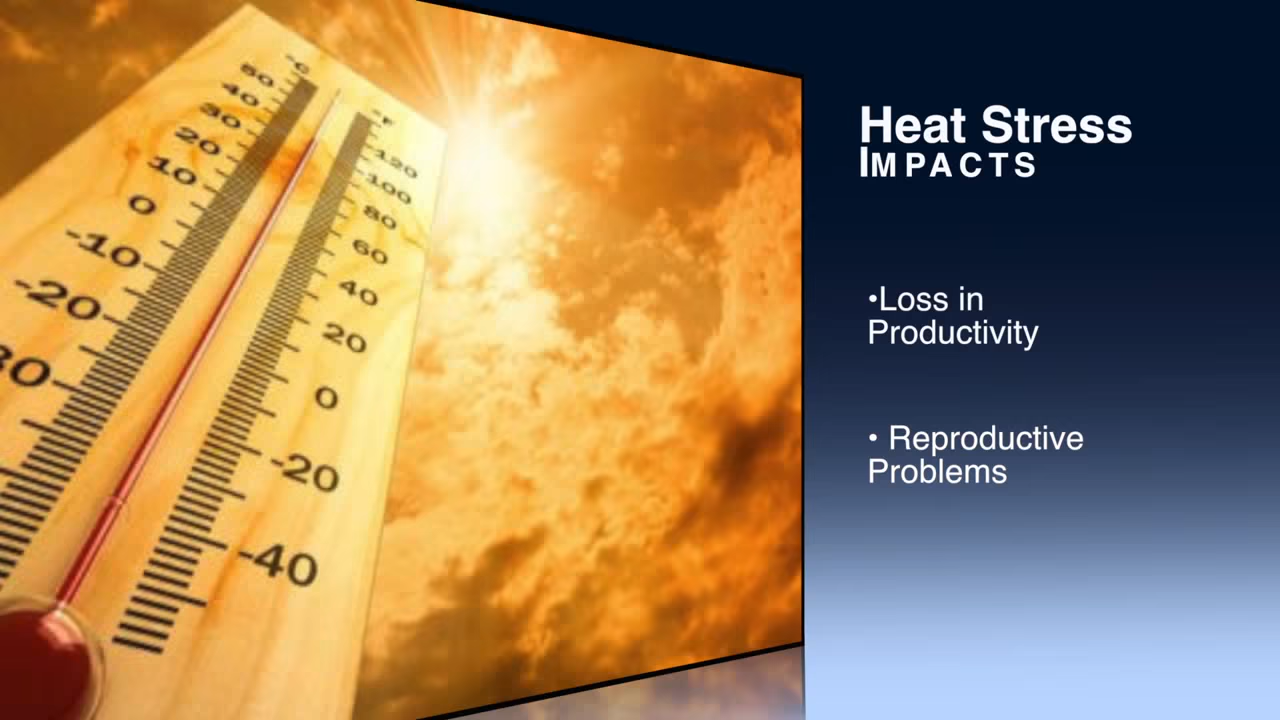 °C
50
40
30
20
10
0
-10
-20
30
°F
120
100
80
60
40
20
0
-20
-40
Heat Stress
IMPACTS
•Loss in
Productivity
• Reproductive
Problems